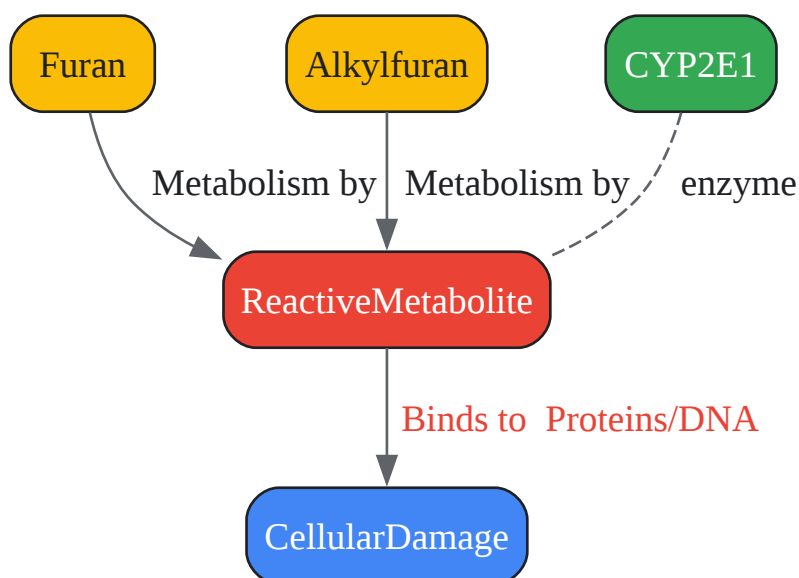 Furan
Alkylfuran
CYP2E1
Metabolism by
Metabolism by
enzyme
ReactiveMetabolite
Binds to  Proteins/DNA
CellularDamage